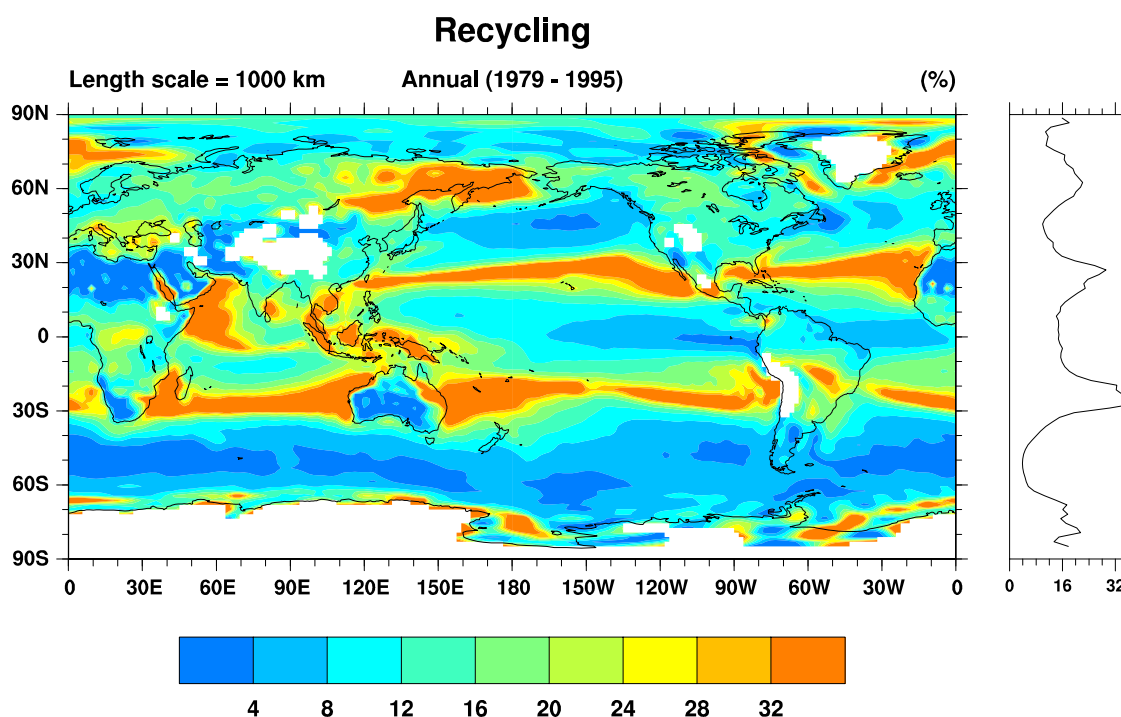 Recycling
Length scale = 1000 km Annual (1979 - 1995) (%)
90N
60N
30N
0
30S
60S
90S
0 30E 60E 90E 120E 150E 180 150W 120W 90W 60W 30W 0
0 16 32
4 8 12 16 20 24 28 32